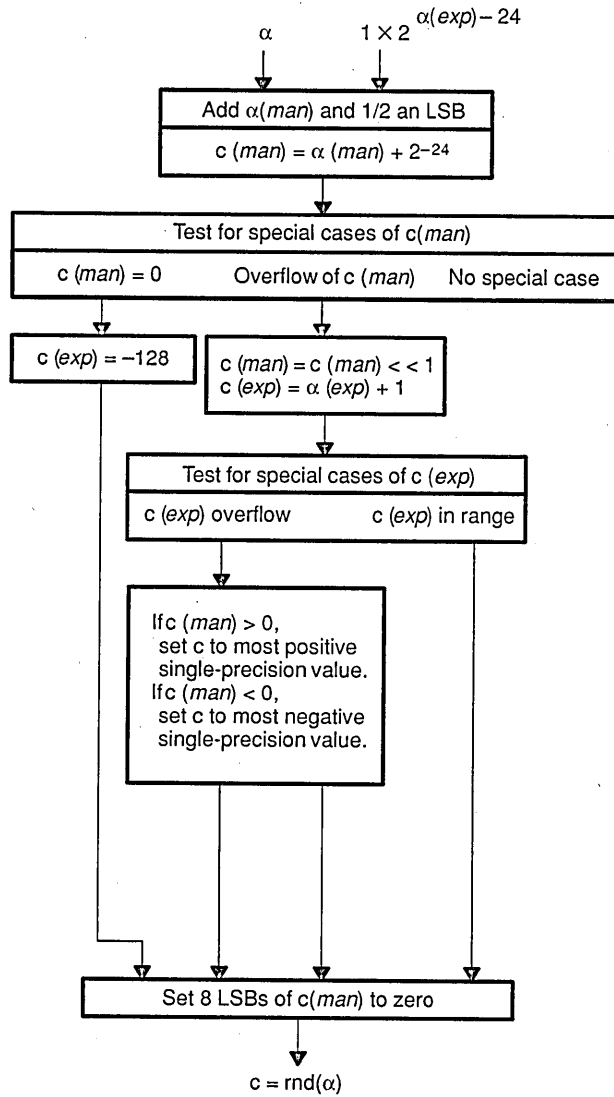 α
1 × 2^α(exp) – 24
Add α(man) and 1/2 an LSB
c (man) = α (man) + 2^–24
Test for special cases of c(man)
c (man) = 0 Overflow of c (man) No special case
c (exp) = –128
c (man) = c (man) < < 1
c (exp) = α (exp) + 1
Test for special cases of c (exp)
c (exp) overflow c (exp) in range
If c (man) > 0,
set c to most positive
single-precision value.
If c (man) < 0,
set c to most negative
single-precision value.
Set 8 LSBs of c(man) to zero
c = rnd(α)